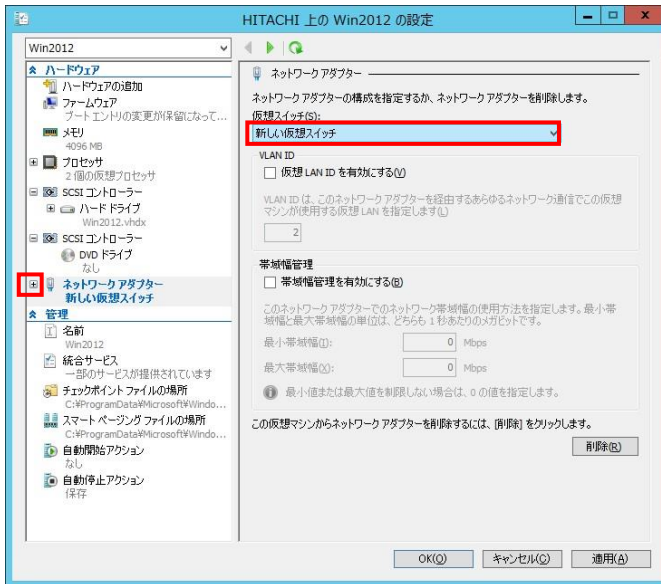 HITACHI 上の Win2012 の設定
Win2012
ハードウェア
ハードウェアの追加
ファームウェア
ブート エントリの変更が保留になって...
メモリ
4096 MB
プロセッサ
2 個の仮想プロセッサ
SCSI コントローラー
ハード ドライブ
Win2012.vhdx
SCSI コントローラー
DVD ドライブ
なし
ネットワーク アダプター
新しい仮想スイッチ
管理
名前
Win2012
統合サービス
一部のサービスが提供されています
チェックポイント ファイルの場所
C:¥ProgramData¥Microsoft¥Windo...
スマート ページング ファイルの場所
C:¥ProgramData¥Microsoft¥Windo...
自動開始アクション
なし
自動停止アクション
保存
ネットワーク アダプター
ネットワーク アダプターの構成を指定するか、ネットワーク アダプターを削除します。
仮想スイッチ(S):
新しい仮想スイッチ
VLAN ID
仮想 LAN ID を有効にする(V)
VLAN ID は、このネットワーク アダプターを経由するあらゆるネットワーク通信でこの仮想
マシンが使用する仮想 LAN を指定します(L)
2
帯域幅管理
帯域幅管理を有効にする(B)
このネットワーク アダプターでのネットワーク帯域幅の使用方法を指定します。最小帯
域幅と最大帯域幅の単位は、どちらも 1 秒あたりのメガビットです。
最小帯域幅(I): 0 Mbps
最大帯域幅(X): 0 Mbps
最小値または最大値を制限しない場合は、0 の値を指定します。
この仮想マシンからネットワーク アダプターを削除するには、[削除] をクリックします。
削除(R)
OK(O) キャンセル(C) 適用(A)